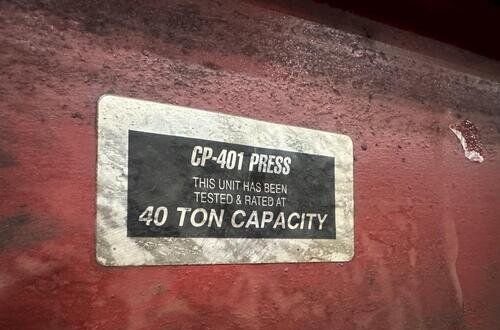 CP-401 PRESS
THIS UNIT HAS BEEN
TESTED & RATED AT
40 TON CAPACITY